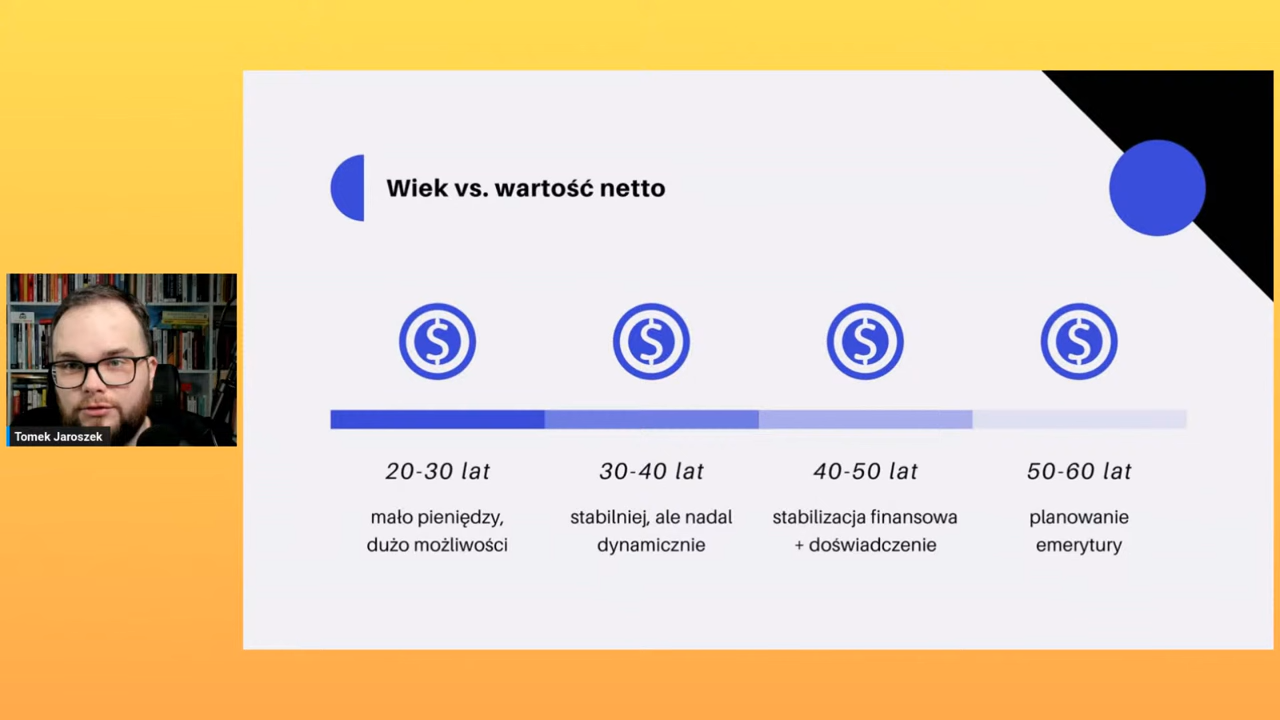 Wiek vs. wartość netto
Tomek Jaroszek
20-30 lat
mało pieniędzy,
dużo możliwości
30-40 lat
stabilniej, ale nadal
dynamicznie
40-50 lat
stabilizacja finansowa
+ doświadczenie
50-60 lat
planowanie
emerytury